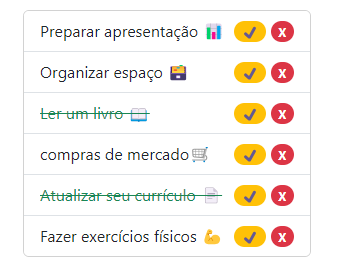 Preparar apresentação 📊 ✓ x
Organizar espaço 🗃️ ✓ x
Ler um livro 📖 ✓ x
compras de mercado🛒 ✓ x
Atualizar seu currículo 📄 ✓ x
Fazer exercícios físicos 💪 ✓ x